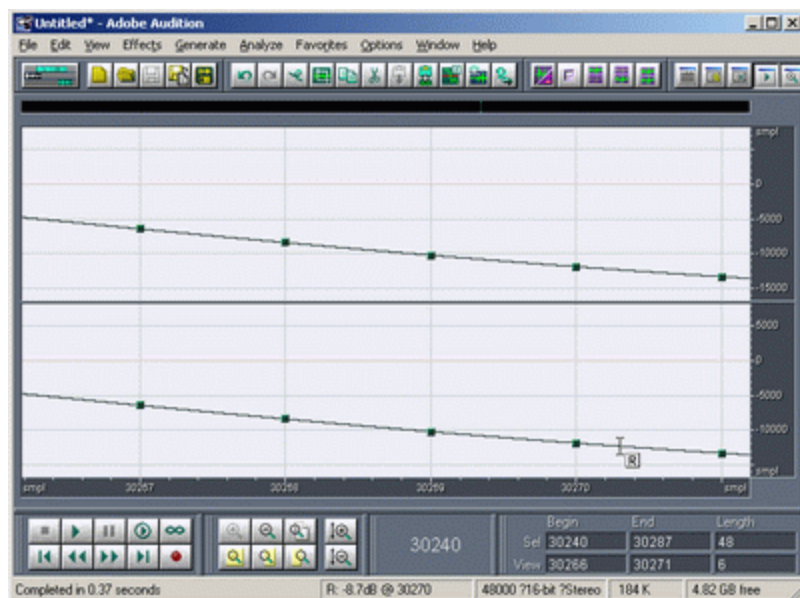 Untitled* - Adobe Audition
File Edit View Effects Generate Analyze Favorites Options Window Help
F
smpl
0
-5000
-10000
-15000
5000
0
-5000
-10000
smpl
R
smpl 30267 30268 30269 30270 smpl
30240
Begin End Length
Sel 30240 30287 48
View 30266 30271 6
Completed in 0.37 seconds R: -8.7dB @ 30270 48000 ?16-bit ?Stereo 184 K 4.82 GB free